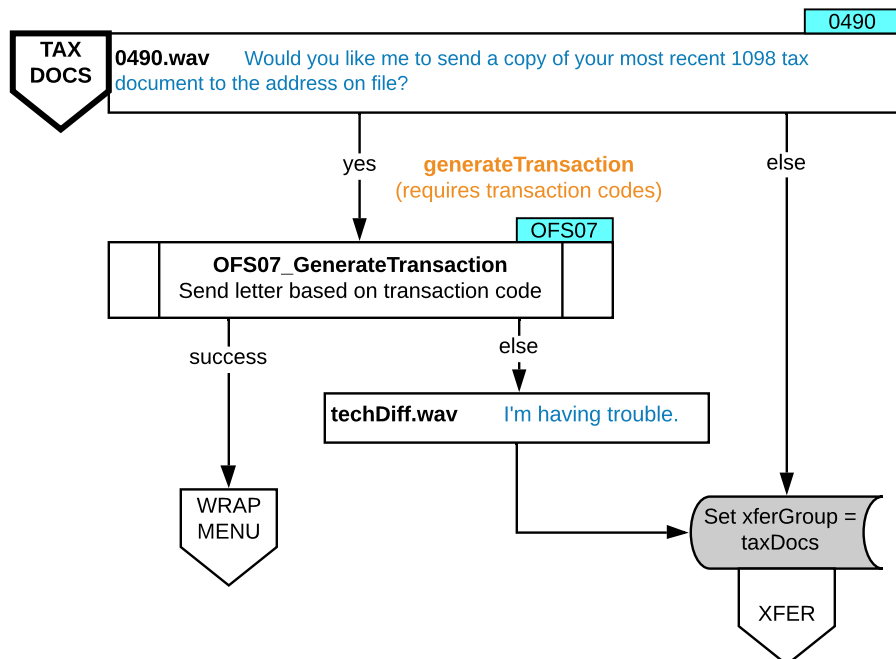 0490
TAX
DOCS
0490.wav Would you like me to send a copy of your most recent 1098 tax
document to the address on file?
yes
generateTransaction
(requires transaction codes)
else
OFS07
OFS07_GenerateTransaction
Send letter based on transaction code
success
else
techDiff.wav I'm having trouble.
WRAP
MENU
Set xferGroup =
taxDocs
XFER